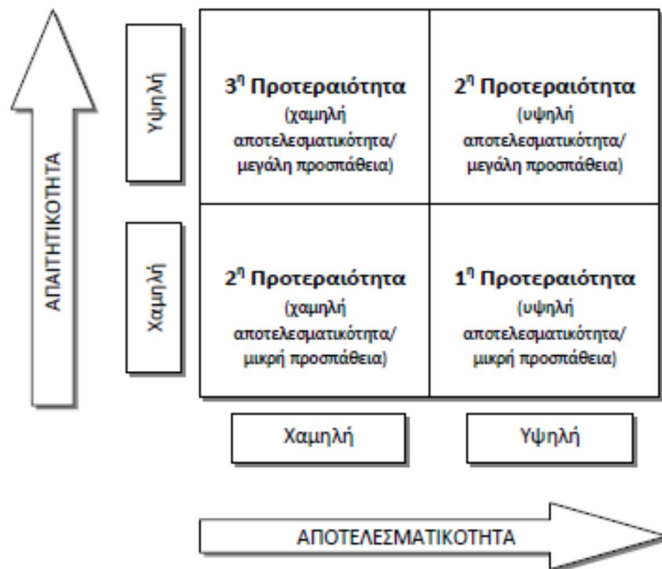 ΑΠΑΙΤΗΤΙΚΟΤΗΤΑ
Υψηλή
3η Προτεραιότητα
(χαμηλή
αποτελεσματικότητα/
μεγάλη προσπάθεια)
2η Προτεραιότητα
(υψηλή
αποτελεσματικότητα/
μεγάλη προσπάθεια)
Χαμηλή
2η Προτεραιότητα
(χαμηλή
αποτελεσματικότητα/
μικρή προσπάθεια)
1η Προτεραιότητα
(υψηλή
αποτελεσματικότητα/
μικρή προσπάθεια)
Χαμηλή
Υψηλή
ΑΠΟΤΕΛΕΣΜΑΤΙΚΟΤΗΤΑ